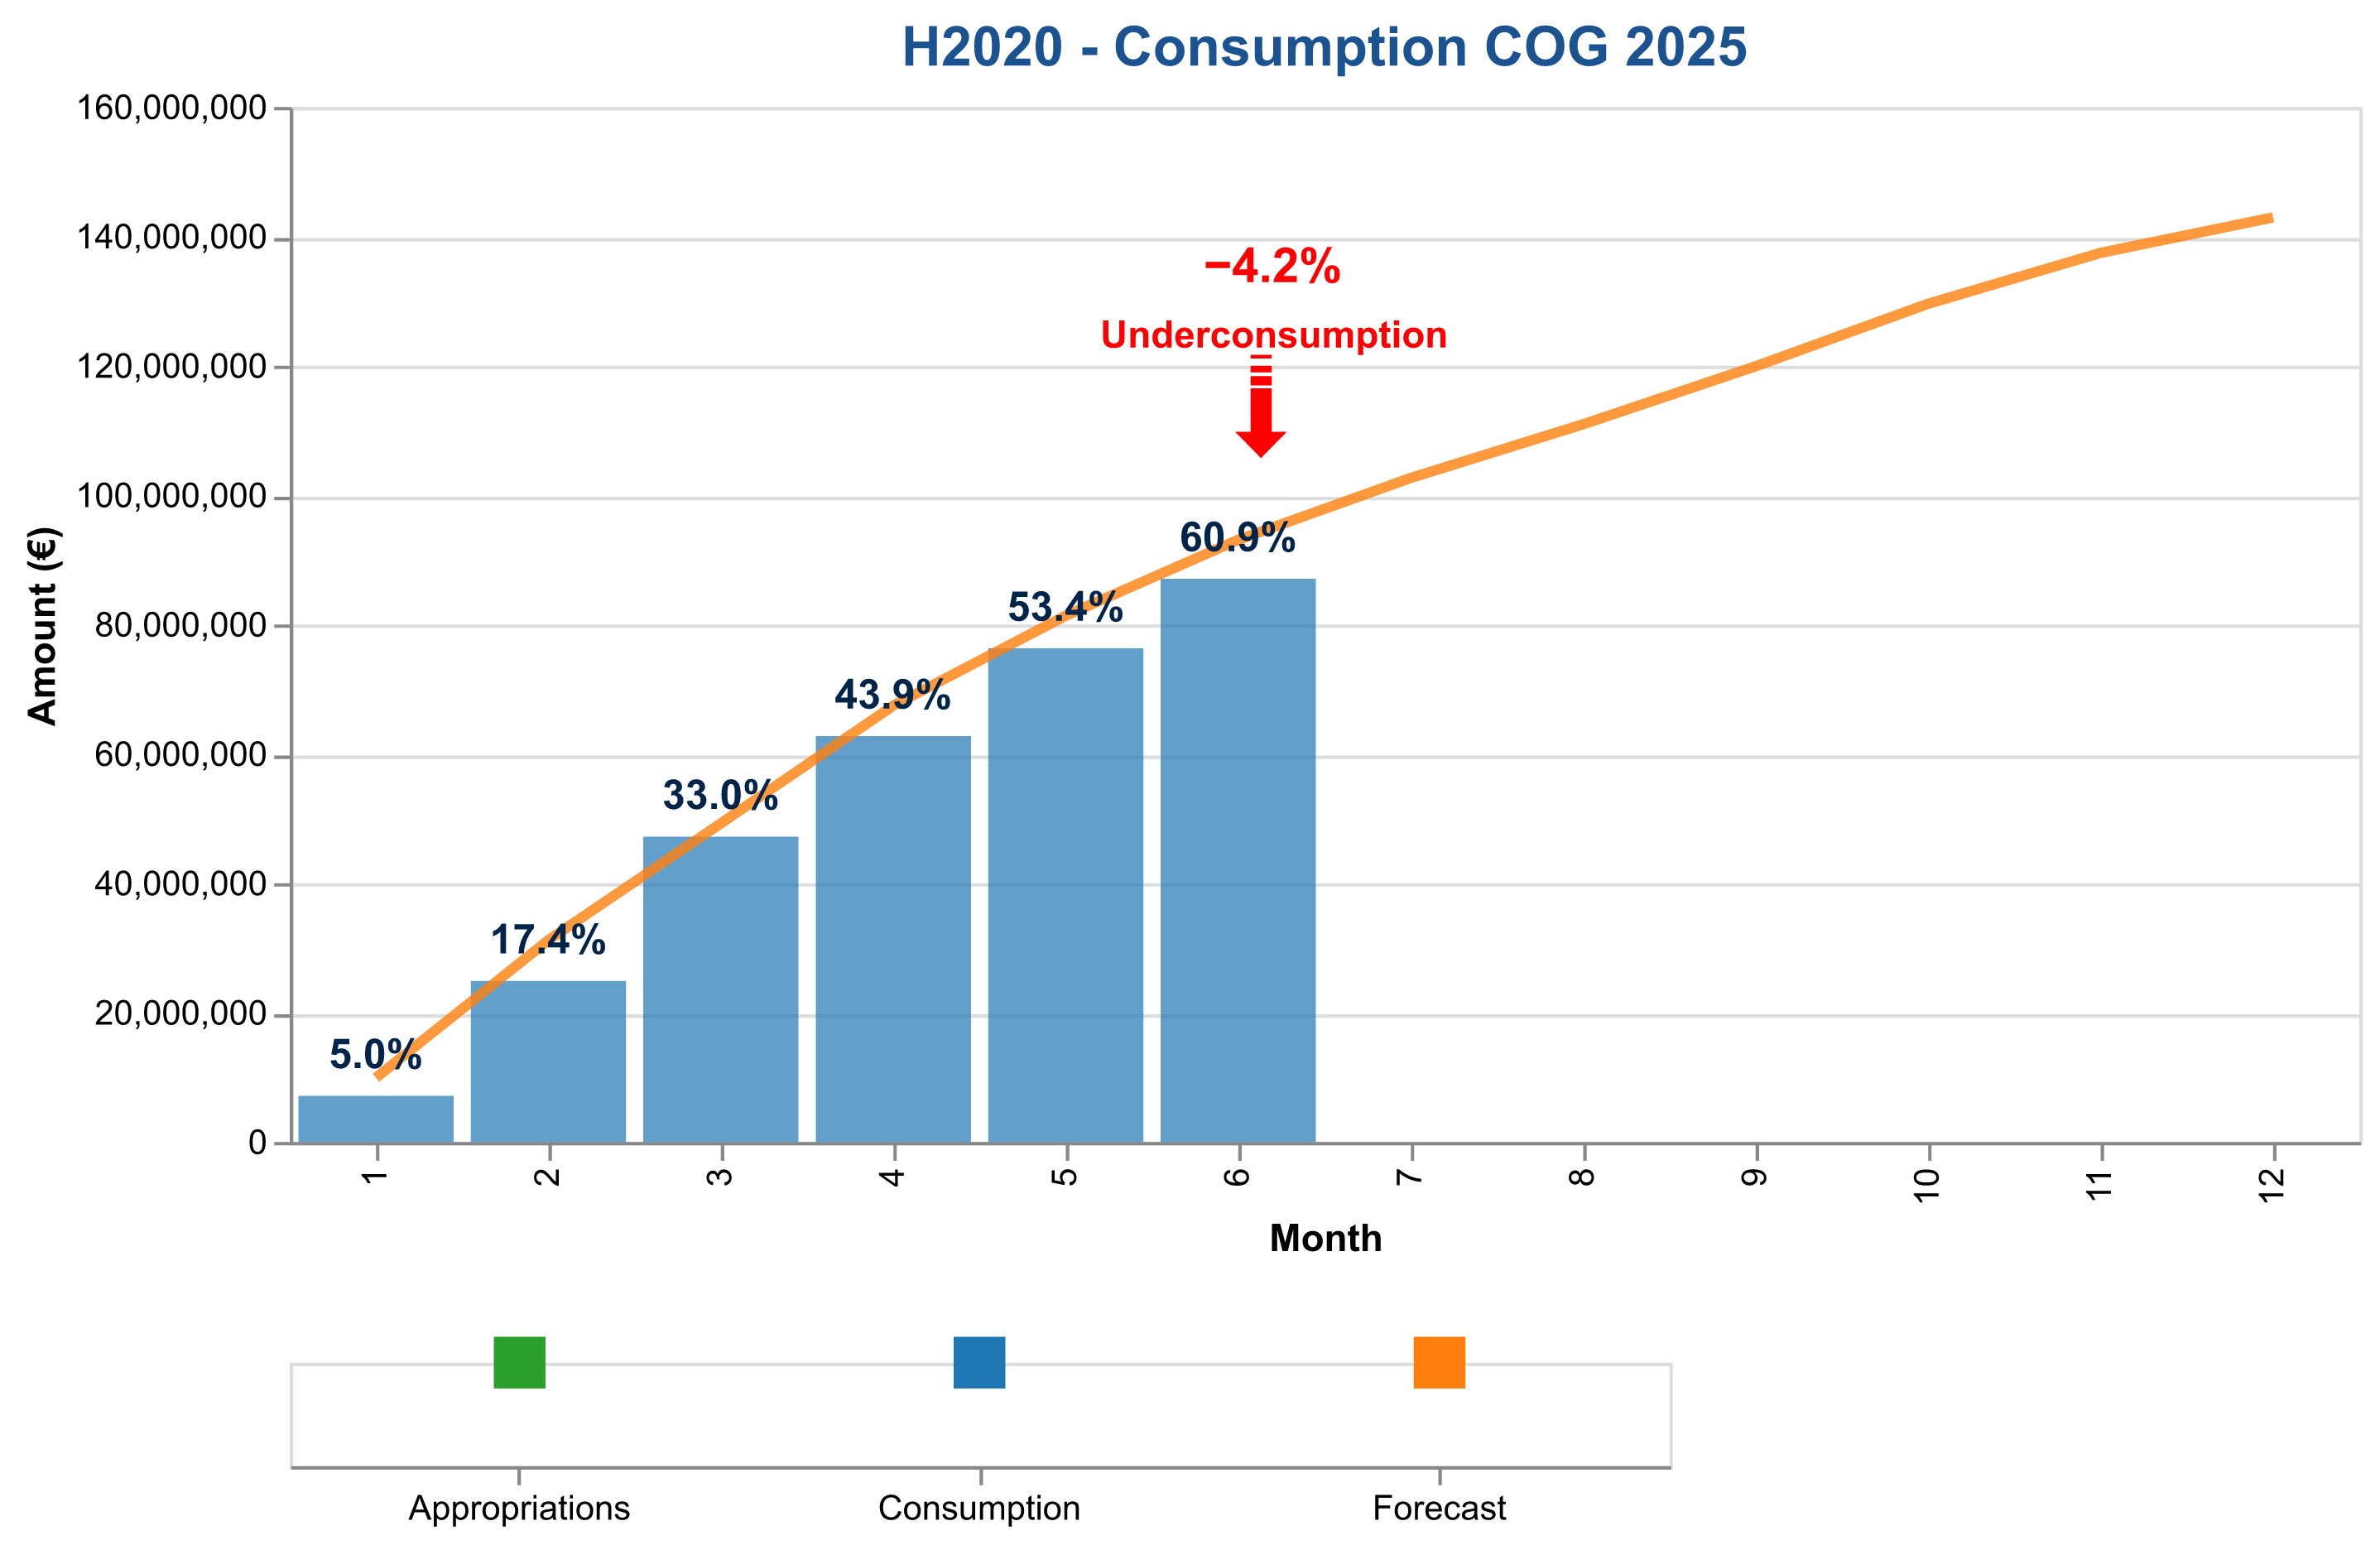 H2020 - Consumption COG 2025
160,000,000
140,000,000
120,000,000
100,000,000
80,000,000
60,000,000
40,000,000
20,000,000
0
Amount (€)
−4.2%
Underconsumption
5.0%
17.4%
33.0%
43.9%
53.4%
60.9%
1 2 3 4 5 6 7 8 9 10 11 12
Month
Appropriations Consumption Forecast